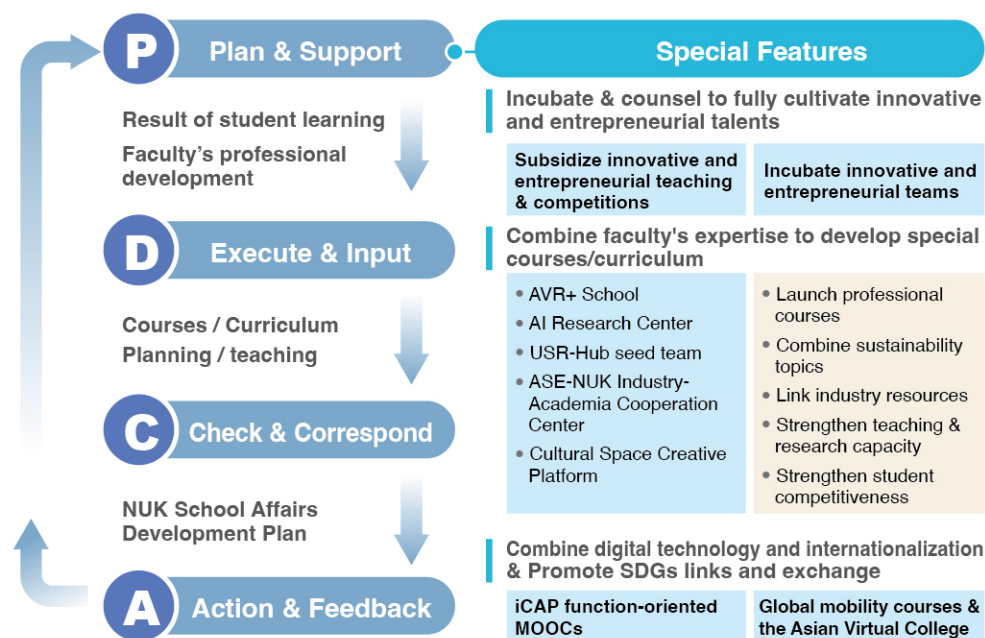 P
Plan & Support
Result of student learning
Faculty's professional
development
D
Execute & Input
Courses / Curriculum
Planning / teaching
C
Check & Correspond
NUK School Affairs
Development Plan
A
Action & Feedback
Special Features
Incubate & counsel to fully cultivate innovative
and entrepreneurial talents
Subsidize innovative and
entrepreneurial teaching
& competitions
Incubate innovative and
entrepreneurial teams
Combine faculty's expertise to develop special
courses/curriculum
• AVR+ School
• AI Research Center
• USR-Hub seed team
• ASE-NUK Industry-
Academia Cooperation
Center
• Cultural Space Creative
Platform
• Launch professional
courses
• Combine sustainability
topics
• Link industry resources
• Strengthen teaching &
research capacity
• Strengthen student
competitiveness
Combine digital technology and internationalization
& Promote SDGs links and exchange
iCAP function-oriented
MOOCs
Global mobility courses &
the Asian Virtual College